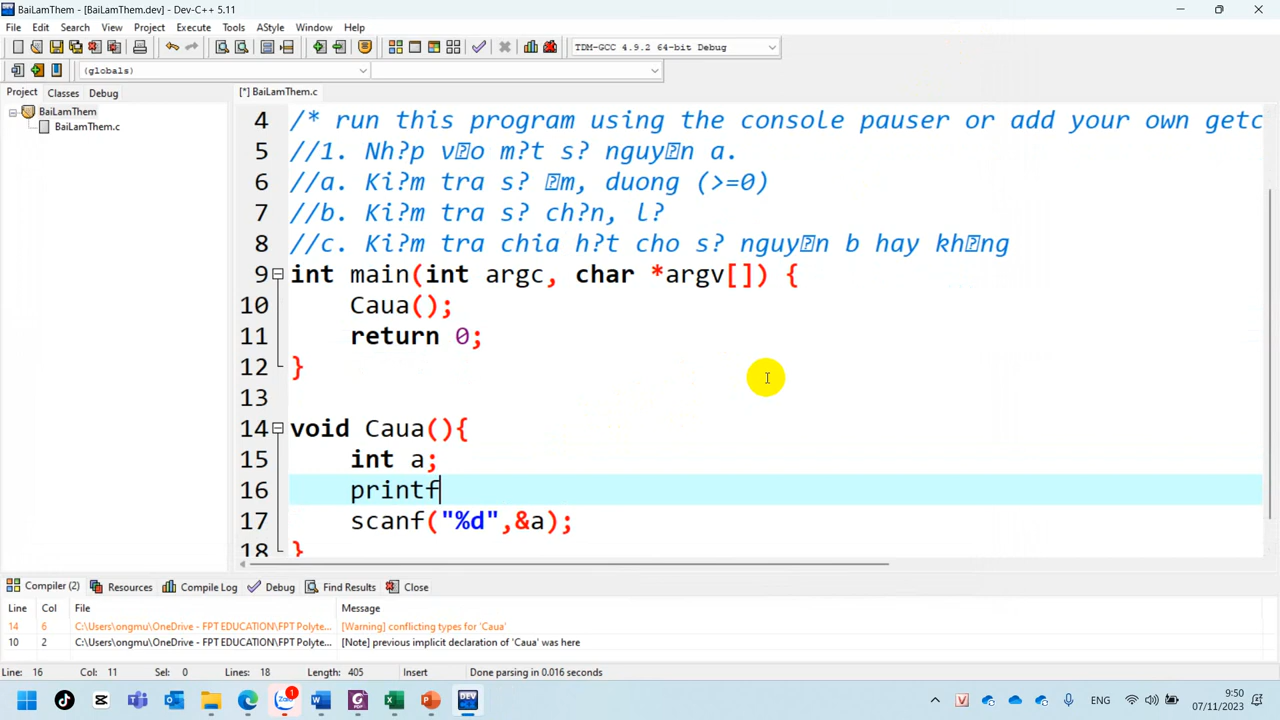 BaiLamThem - [BaiLamThem.dev] - Dev-C++ 5.11
File Edit Search View Project Execute Tools AStyle Window Help
TDM-GCC 4.9.2 64-bit Debug
(globals)
Project Classes Debug
[*] BaiLamThem.c
BaiLamThem
BaiLamThem.c
4 /* run this program using the console pauser or add your own getc
5 //1. Nh?p v▯o m?t s? nguy▯n a.
6 //a. Ki?m tra s? ▯m, duong (>=0)
7 //b. Ki?m tra s? ch?n, l?
8 //c. Ki?m tra chia h?t cho s? nguy▯n b hay kh▯ng
9 int main(int argc, char *argv[]) {
10 Caua();
11 return 0;
12 }
13
14 void Caua(){
15 int a;
16 printf
17 scanf("%d",&a);
18 }
Compiler (2) Resources Compile Log Debug Find Results Close
Line Col File Message
14 6 C:\Users\ongmu\OneDrive - FPT EDUCATION\FPT Polyte... [Warning] conflicting types for 'Caua'
10 2 C:\Users\ongmu\OneDrive - FPT EDUCATION\FPT Polyte... [Note] previous implicit declaration of 'Caua' was here
Line: 16 Col: 11 Sel: 0 Lines: 18 Length: 405 Insert Done parsing in 0.016 seconds
Zalo 1 DEV V ENG 9:50
07/11/2023